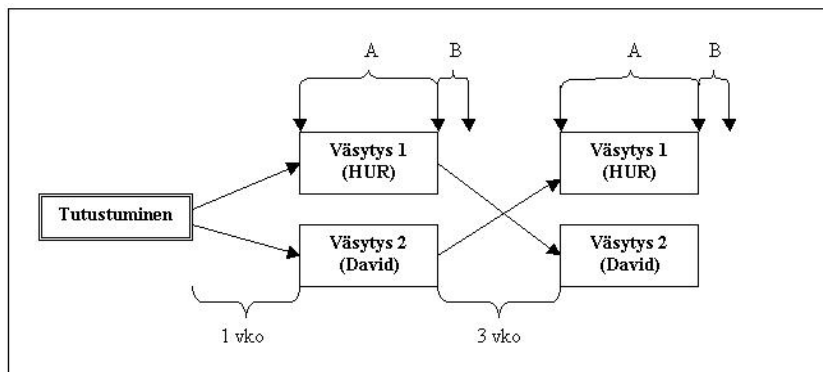 A B A B
Väsytys 1
(HUR)
Väsytys 1
(HUR)
Tutustuminen
Väsytys 2
(David)
Väsytys 2
(David)
1 vko 3 vko